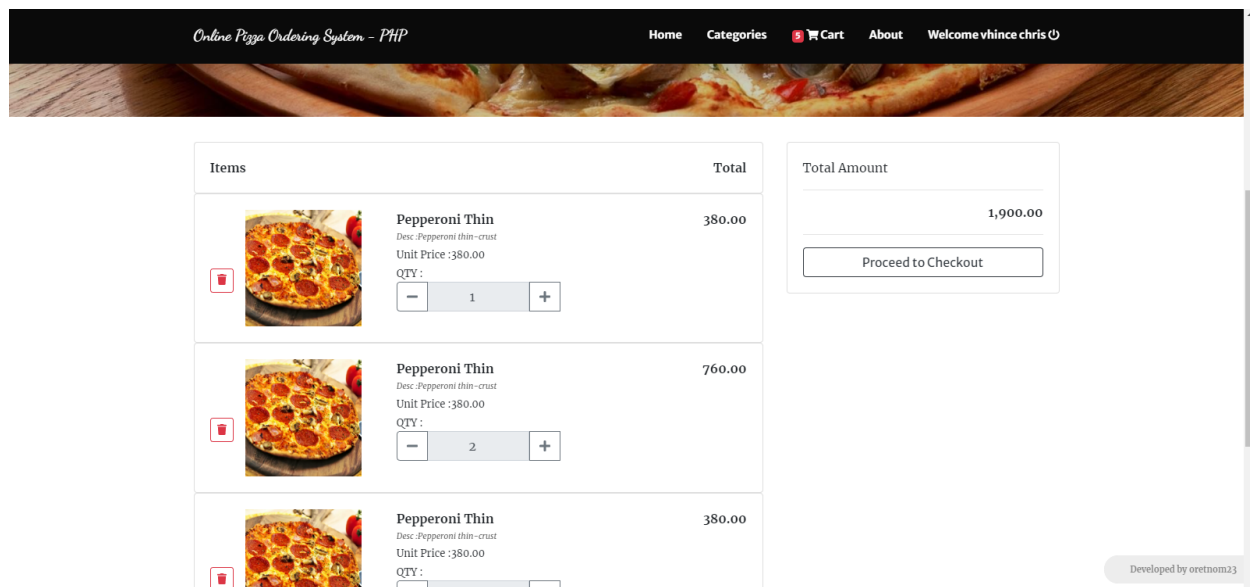 Online Pizza Ordering System - PHP
Home Categories 5 Cart About Welcome vhince chris
Items Total
Pepperoni Thin 380.00
Desc :Pepperoni thin-crust
Unit Price :380.00
QTY :
1
Pepperoni Thin 760.00
Desc :Pepperoni thin-crust
Unit Price :380.00
QTY :
2
Pepperoni Thin 380.00
Desc :Pepperoni thin-crust
Unit Price :380.00
QTY :
Total Amount
1,900.00
Proceed to Checkout
Developed by oretnom23